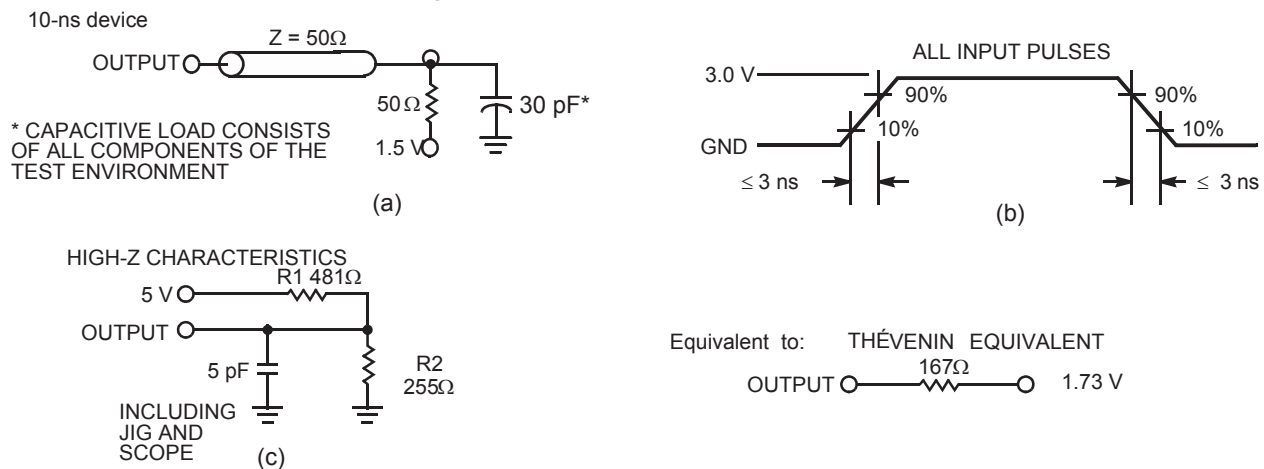 10-ns device
Z = 50Ω
OUTPUT
50Ω
30 pF*
1.5 V
* CAPACITIVE LOAD CONSISTS
OF ALL COMPONENTS OF THE
TEST ENVIRONMENT
(a)
ALL INPUT PULSES
3.0 V
90%
90%
10%
10%
GND
≤ 3 ns
≤ 3 ns
(b)
HIGH-Z CHARACTERISTICS
R1 481Ω
5 V
OUTPUT
5 pF
R2
255Ω
INCLUDING
JIG AND
SCOPE
(c)
Equivalent to: THÉVENIN EQUIVALENT
167Ω
OUTPUT
1.73 V